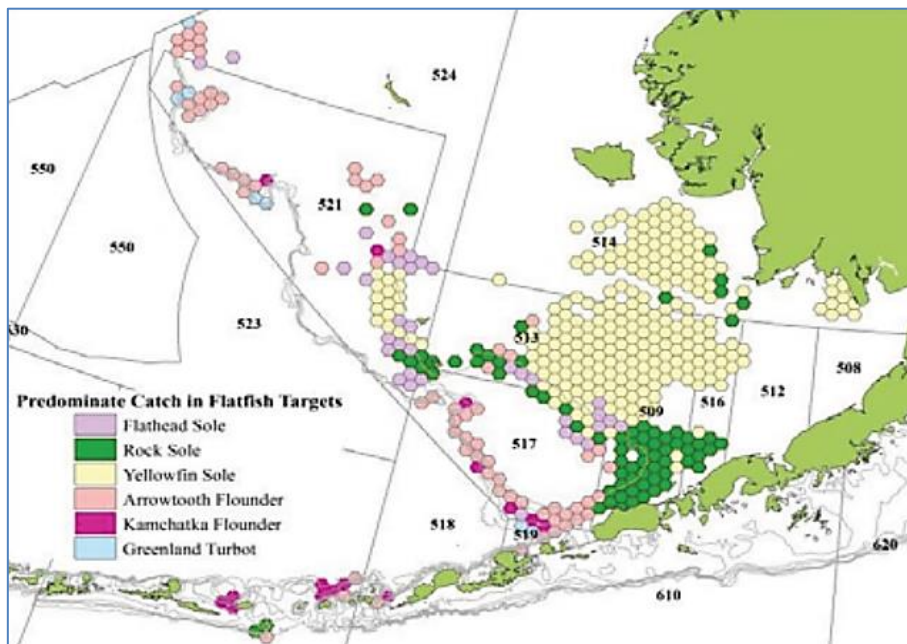 524
550
521
514
550
523
513
530
Predominate Catch in Flatfish Targets
Flathead Sole
Rock Sole
Yellowfin Sole
Arrowtooth Flounder
Kamchatka Flounder
Greenland Turbot
509
516
512
508
517
518
519
620
610